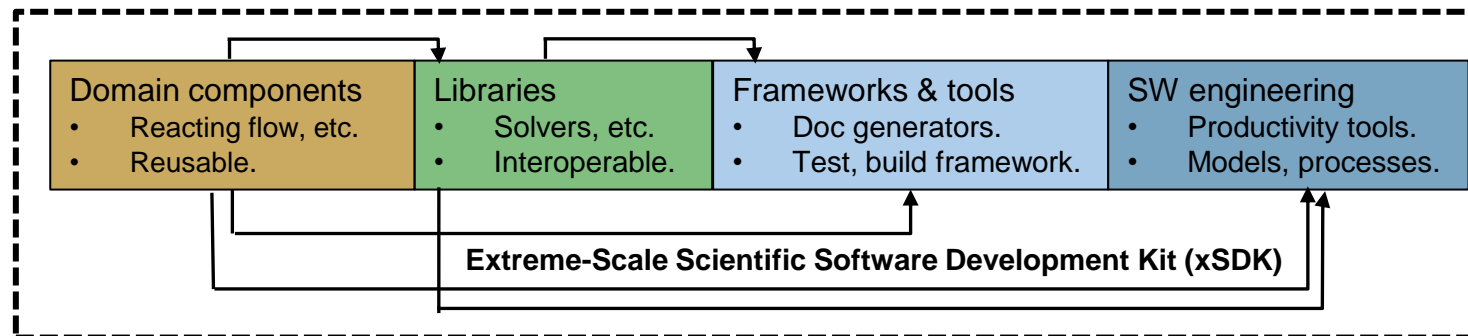 Domain components
• Reacting flow, etc.
• Reusable.
Libraries
• Solvers, etc.
• Interoperable.
Frameworks & tools
• Doc generators.
• Test, build framework.
SW engineering
• Productivity tools.
• Models, processes.
Extreme-Scale Scientific Software Development Kit (xSDK)